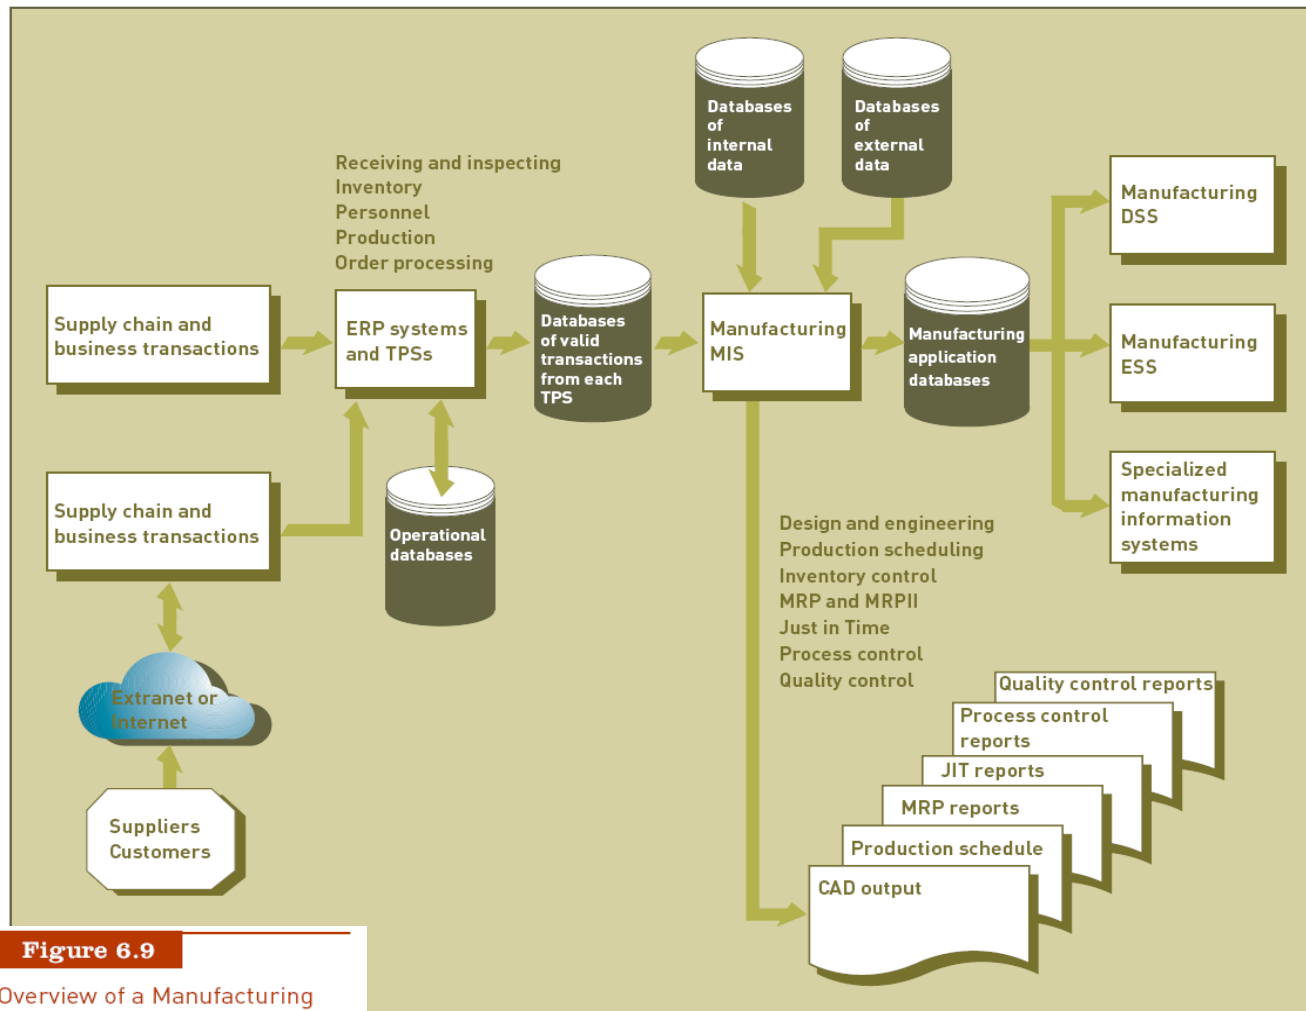 Databases
of
internal
data
Databases
of
external
data
Receiving and inspecting
Inventory
Personnel
Production
Order processing
Manufacturing
DSS
Supply chain and
business transactions
ERP systems
and TPSs
Databases
of valid
transactions
from each
TPS
Manufacturing
MIS
Manufacturing
application
databases
Manufacturing
ESS
Supply chain and
business transactions
Operational
databases
Specialized
manufacturing
information
systems
Design and engineering
Production scheduling
Inventory control
MRP and MRPII
Just in Time
Process control
Quality control
Extranet or
Internet
Suppliers
Customers
Quality control reports
Process control
reports
JIT reports
MRP reports
Production schedule
CAD output
Figure 6.9
Overview of a Manufacturing